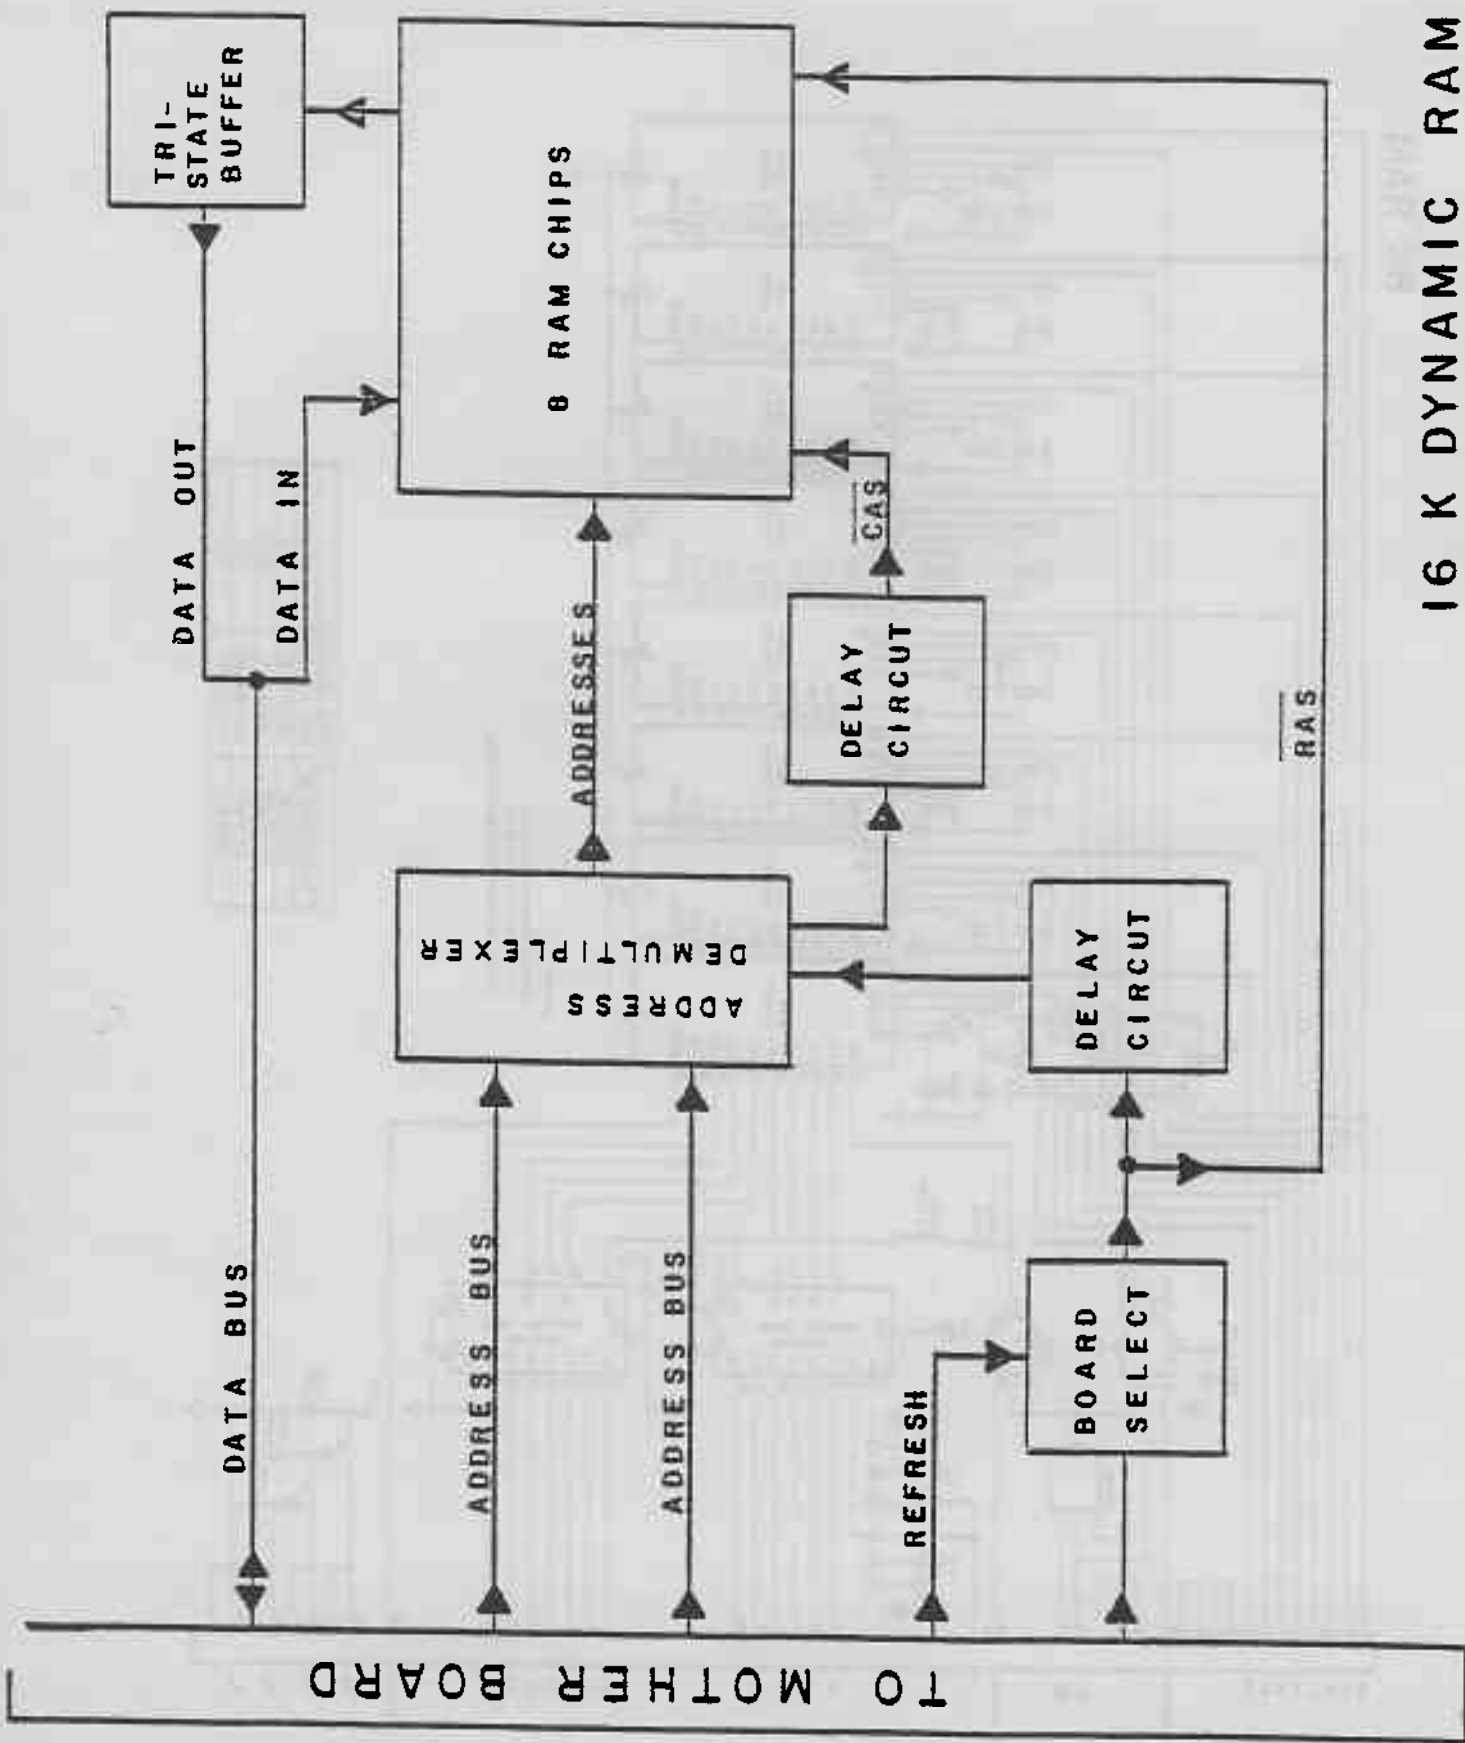 TRI-
STATE
BUFFER
DATA OUT
DATA IN
DATA BUS
8 RAM CHIPS
ADDRESSES
ADDRESS
DEMULTIPLEXER
ADDRESS BUS
ADDRESS BUS
CAS
DELAY
CIRCUT
DELAY
CIRCUT
RAS
REFRESH
BOARD
SELECT
TO MOTHER BOARD
16 K DYNAMIC RAM